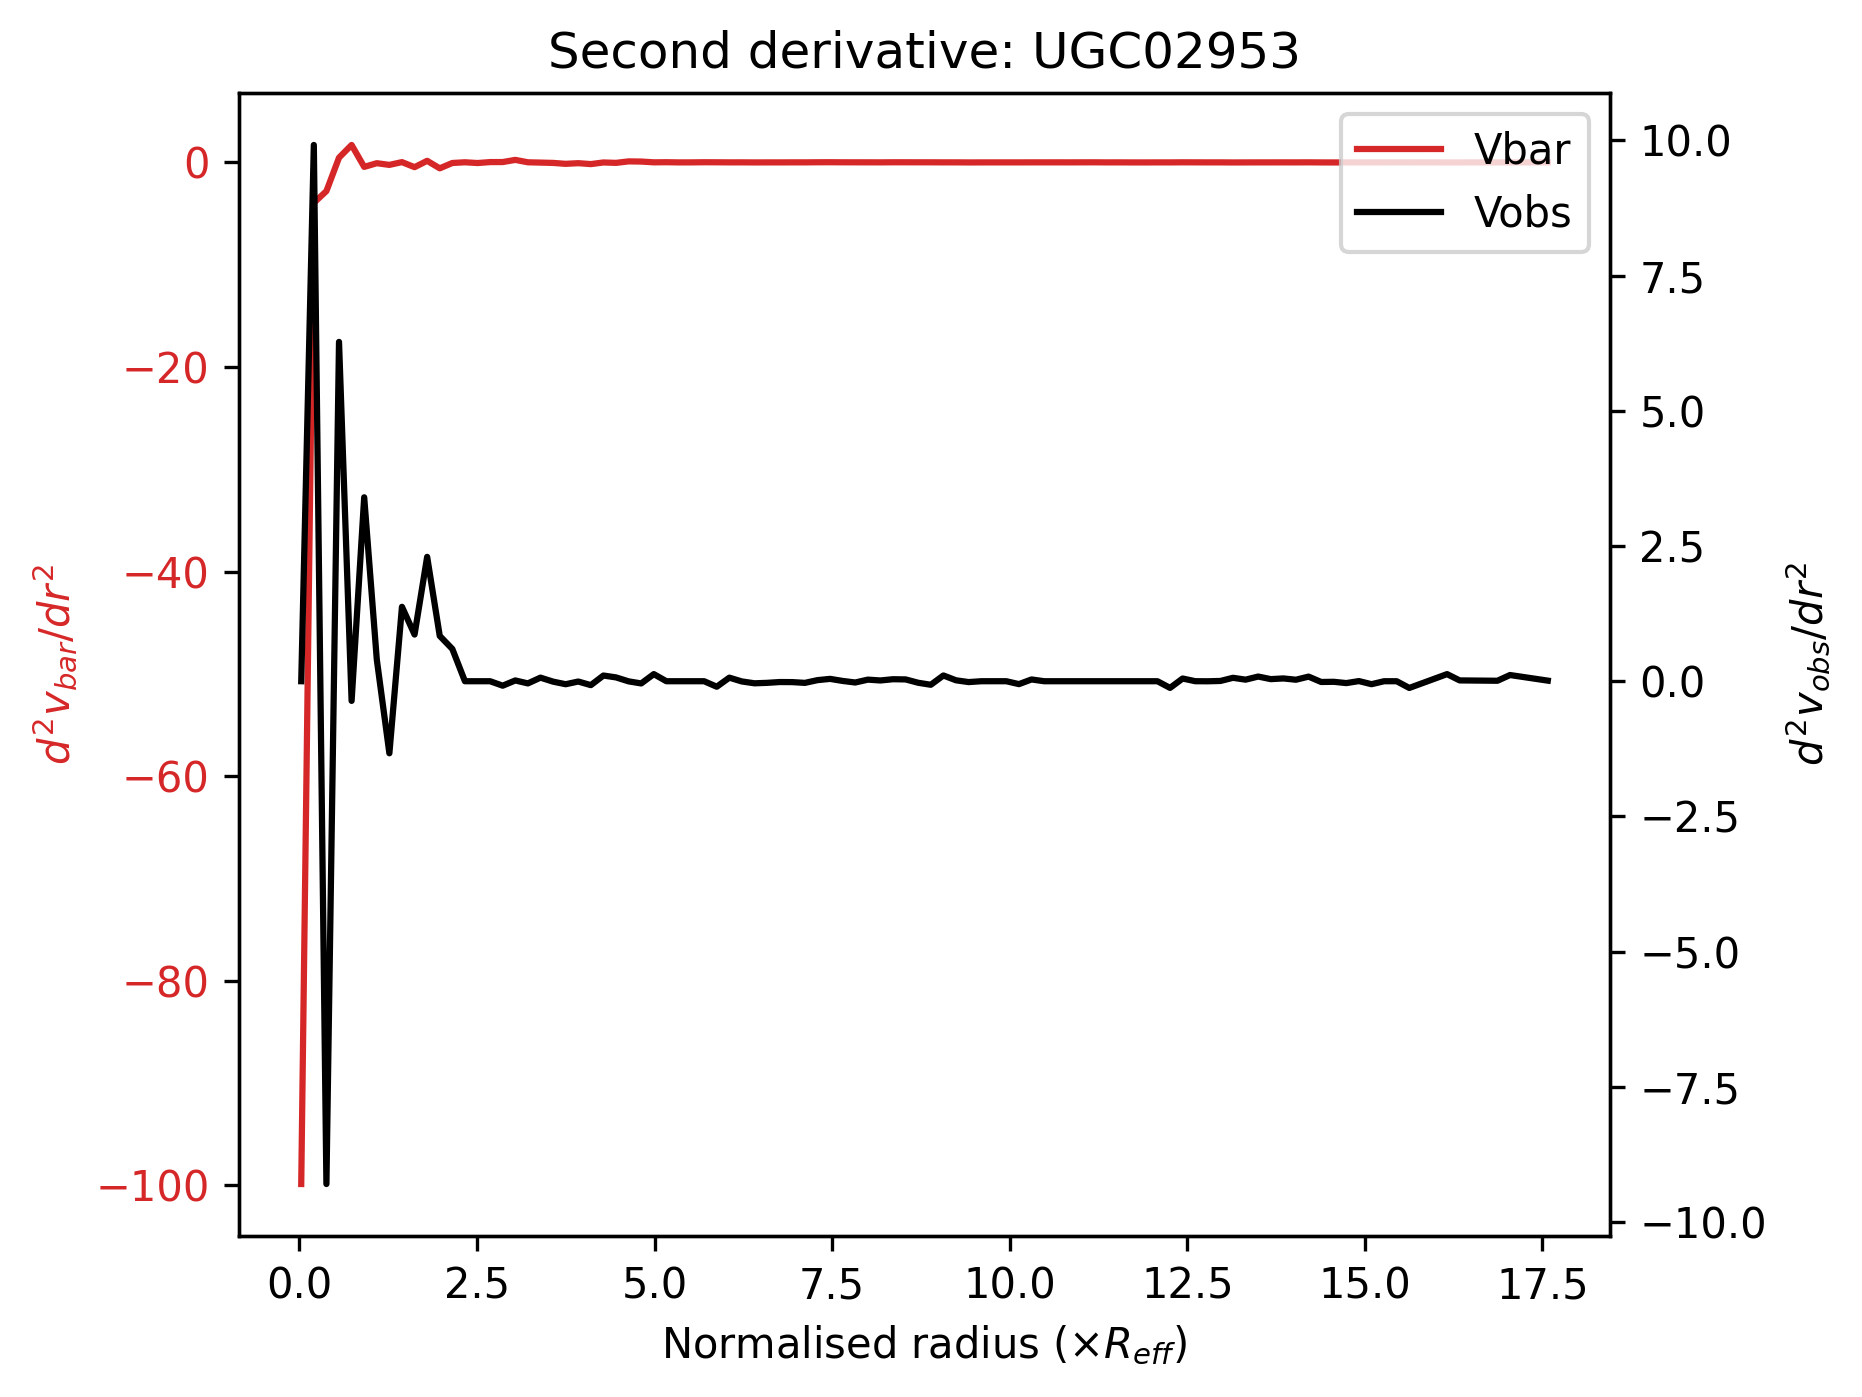 Second derivative: UGC02953
Vbar
Vobs
0
−20
−40
−60
−80
−100
d²v_bar/dr²
10.0
7.5
5.0
2.5
0.0
−2.5
−5.0
−7.5
−10.0
d²v_obs/dr²
0.0 2.5 5.0 7.5 10.0 12.5 15.0 17.5
Normalised radius (×R_eff)